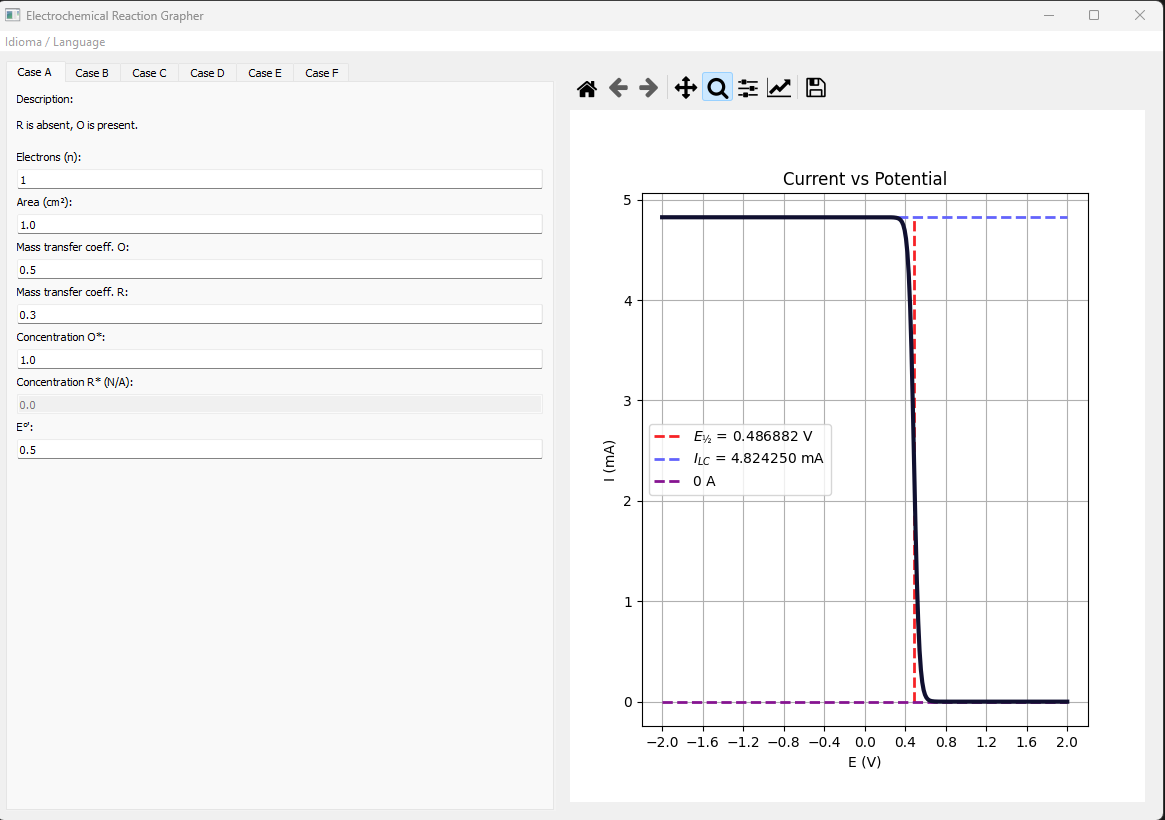 Electrochemical Reaction Grapher
Idioma / Language
Case A Case B Case C Case D Case E Case F
Description:
R is absent, O is present.
Electrons (n):
1
Area (cm²):
1.0
Mass transfer coeff. O:
0.5
Mass transfer coeff. R:
0.3
Concentration O*:
1.0
Concentration R* (N/A):
0.0
E°':
0.5
Current vs Potential
5
4
3
2
1
0
I (mA)
E½ = 0.486882 V
I_LC = 4.824250 mA
0 A
−2.0 −1.6 −1.2 −0.8 −0.4 0.0 0.4 0.8 1.2 1.6 2.0
E (V)